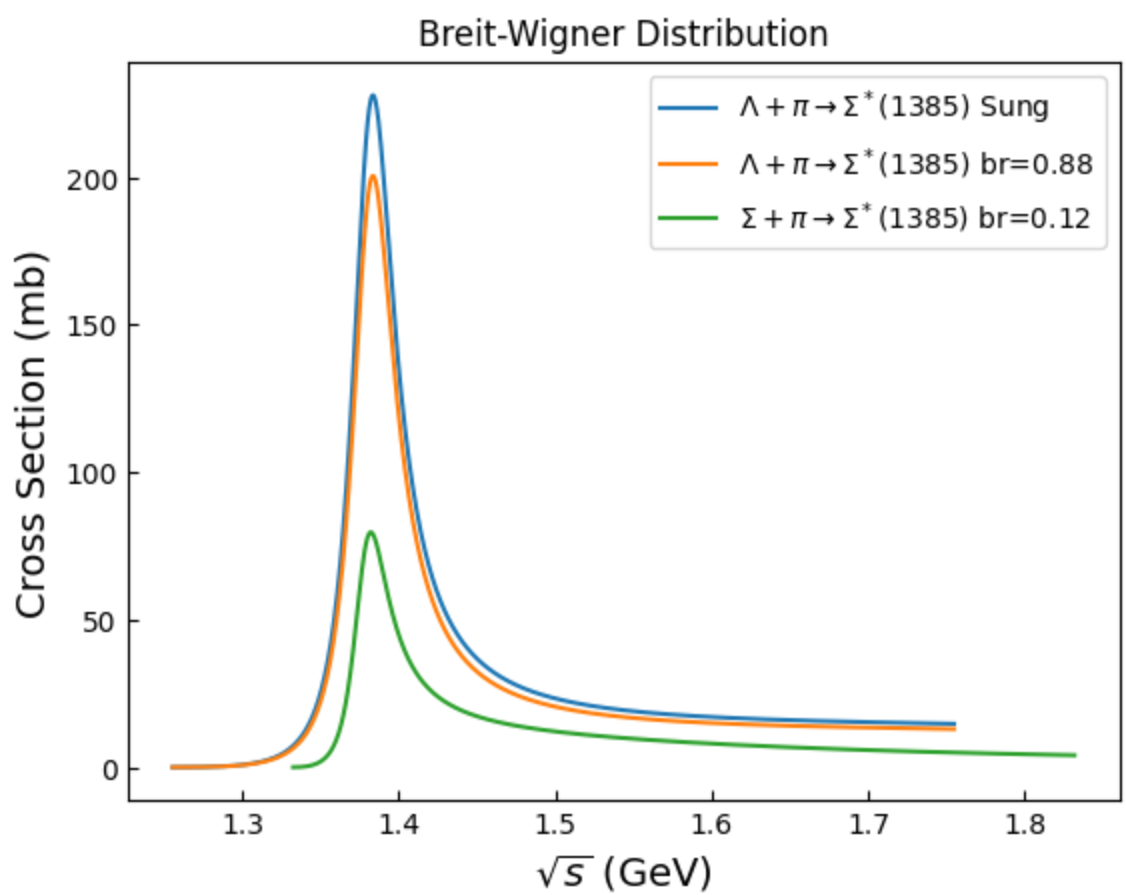 Breit-Wigner Distribution
Λ + π → Σ*(1385) Sung
Λ + π → Σ*(1385) br=0.88
Σ + π → Σ*(1385) br=0.12
Cross Section (mb)
200
150
100
50
0
1.3 1.4 1.5 1.6 1.7 1.8
√s (GeV)